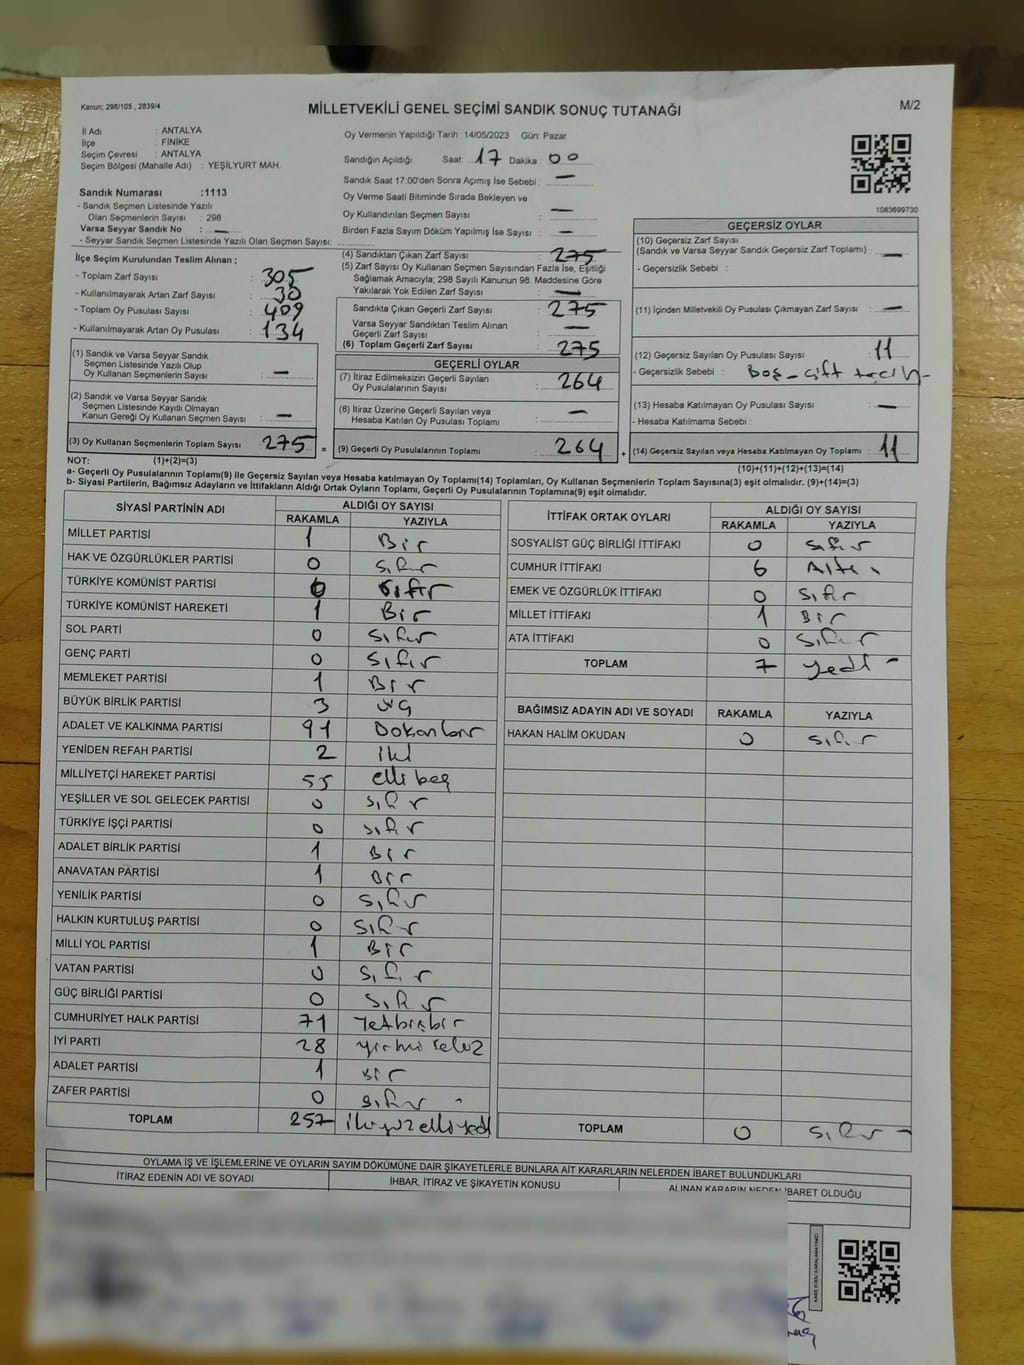 Kanun; 298/105 , 2839/4
MİLLETVEKİLİ GENEL SEÇİMİ SANDIK SONUÇ TUTANAĞI
M/2
İl Adı : ANTALYA
İlçe : FİNİKE
Seçim Çevresi : ANTALYA
Seçim Bölgesi (Mahalle Adı) : YEŞİLYURT MAH.
Sandık Numarası :1113
- Sandık Seçmen Listesinde Yazılı
Olan Seçmenlerin Sayısı : 298
Varsa Seyyar Sandık No : —
- Seyyar Sandık Seçmen Listesinde Yazılı Olan Seçmen Sayısı:
Oy Vermenin Yapıldığı Tarih : 14/05/2023 Gün: Pazar
Sandığın Açıldığı Saat : 17 Dakika : 00
Sandık Saat 17:00'den Sonra Açımış İse Sebebi : —
Oy Verme Saati Bitiminde Sırada Bekleyen ve
Oy Kullandırılan Seçmen Sayısı : —
Birden Fazla Sayım Döküm Yapılmış İse Sayısı : —
1083699730
İlçe Seçim Kurulundan Teslim Alınan ;
- Toplam Zarf Sayısı : 305
- Kullanılmayarak Artan Zarf Sayısı : 30
- Toplam Oy Pusulası : 409
- Kullanılmayarak Artan Oy Pusulası : 134
(1) Sandık ve Varsa Seyyar Sandık
Seçmen Listesinde Yazılı Olup
Oy Kullanan Seçmenlerin Sayısı : —
(2) Sandık ve Varsa Seyyar Sandık
Seçmen Listesinde Kayıtlı Olmayan
Kanun Gereği Oy Kullanan Seçmen Sayısı : —
(3) Oy Kullanan Seçmenlerin Toplam Sayısı : 275 =
(4) Sandıktan Çıkan Zarf Sayısı : 275
(5) Zarf Sayısı Oy Kullanan Seçmen Sayısından Fazla İse, Eşitliği
Sağlamak Amacıyla; 298 Sayılı Kanunun 98. Maddesine Göre
Yakılarak Yok Edilen Zarf Sayısı : —
Sandıkta Çıkan Geçerli Zarf Sayısı : 275
Varsa Seyyar Sandıktan Teslim Alınan
Geçerli Zarf Sayısı : —
(6) Toplam Geçerli Zarf Sayısı : 275
GEÇERLİ OYLAR
(7) İtiraz Edilmeksizin Geçerli Sayılan
Oy Pusulalarının Sayısı : 264
(8) İtiraz Üzerine Geçerli Sayılan veya
Hesaba Katılan Oy Pusulası Toplamı : —
(9) Geçerli Oy Pusulalarının Toplamı : 264 +
GEÇERSİZ OYLAR
(10) Geçersiz Zarf Sayısı
(Sandık ve Varsa Seyyar Sandık Geçersiz Zarf Toplamı) : —
- Geçersizlik Sebebi :
(11) İçinden Milletvekili Oy Pusulası Çıkmayan Zarf Sayısı : —
(12) Geçersiz Sayılan Oy Pusulası Sayısı : 11
- Geçersizlik Sebebi : Boş - çift tercih -
(13) Hesaba Katılmayan Oy Pusulası Sayısı : —
- Hesaba Katılmama Sebebi :
(14) Geçersiz Sayılan veya Hesaba Katılmayan Oy Toplamı : 11
NOT: (1)+(2)=(3)
(10)+(11)+(12)+(13)=(14)
a- Geçerli Oy Pusulalarının Toplamı(9) ile Geçersiz Sayılan veya Hesaba katılmayan Oy Toplamı(14) Toplamları, Oy Kullanan Seçmenlerin Toplam Sayısına(3) eşit olmalıdır. (9)+(14)=(3)
b- Siyasi Partilerin, Bağımsız Adayların ve İttifakların Aldığı Ortak Oyların Toplamı, Geçerli Oy Pusulalarının Toplamına(9) eşit olmalıdır.
SİYASİ PARTİNİN ADI ALDIĞI OY SAYISI
RAKAMLA YAZIYLA
MİLLET PARTİSİ 1 Bir
HAK VE ÖZGÜRLÜKLER PARTİSİ 0 sıfır
TÜRKİYE KOMÜNİST PARTİSİ 0 sıfır
TÜRKİYE KOMÜNİST HAREKETİ 1 Bir
SOL PARTİ 0 sıfır
GENÇ PARTİ 0 sıfır
MEMLEKET PARTİSİ 1 Bir
BÜYÜK BİRLİK PARTİSİ 3 üç
ADALET VE KALKINMA PARTİSİ 91 Doksanbir
YENİDEN REFAH PARTİSİ 2 iki
MİLLİYETÇİ HAREKET PARTİSİ 55 elli beş
YEŞİLLER VE SOL GELECEK PARTİSİ 0 sıfır
TÜRKİYE İŞÇİ PARTİSİ 0 sıfır
ADALET BİRLİK PARTİSİ 1 Bir
ANAVATAN PARTİSİ 1 Bir
YENİLİK PARTİSİ 0 sıfır
HALKIN KURTULUŞ PARTİSİ 0 sıfır
MİLLİ YOL PARTİSİ 1 Bir
VATAN PARTİSİ 0 sıfır
GÜÇ BİRLİĞİ PARTİSİ 0 sıfır
CUMHURİYET HALK PARTİSİ 71 Yetbişbir
İYİ PARTİ 28 yirmi sekiz
ADALET PARTİSİ 1 Bir
ZAFER PARTİSİ 0 sıfır -
TOPLAM 257 ikiyüzelliyedi
İTTİFAK ORTAK OYLARI ALDIĞI OY SAYISI
RAKAMLA YAZIYLA
SOSYALİST GÜÇ BİRLİĞİ İTTİFAKI 0 sıfır
CUMHUR İTTİFAKI 6 Altı
EMEK VE ÖZGÜRLÜK İTTİFAKI 0 sıfır
MİLLET İTTİFAKI 1 Bir
ATA İTTİFAKI 0 sıfır
TOPLAM 7 yedi -
BAĞIMSIZ ADAYIN ADI VE SOYADI RAKAMLA YAZIYLA
HAKAN HALİM OKUDAN 0 sıfır
TOPLAM 0 sıfır -
OYLAMA İŞ VE İŞLEMLERİNE VE OYLARIN SAYIM DÖKÜMÜNE DAİR ŞİKAYETLERLE BUNLARA AİT KARARLARIN NELERDEN İBARET BULUNDUKLARI
İTİRAZ EDENİN ADI VE SOYADI İHBAR, İTİRAZ VE ŞİKAYETİN KONUSU ALINAN KARARIN NEDEN İBARET OLDUĞU
KARE KODU KARALAMAYINIZ!